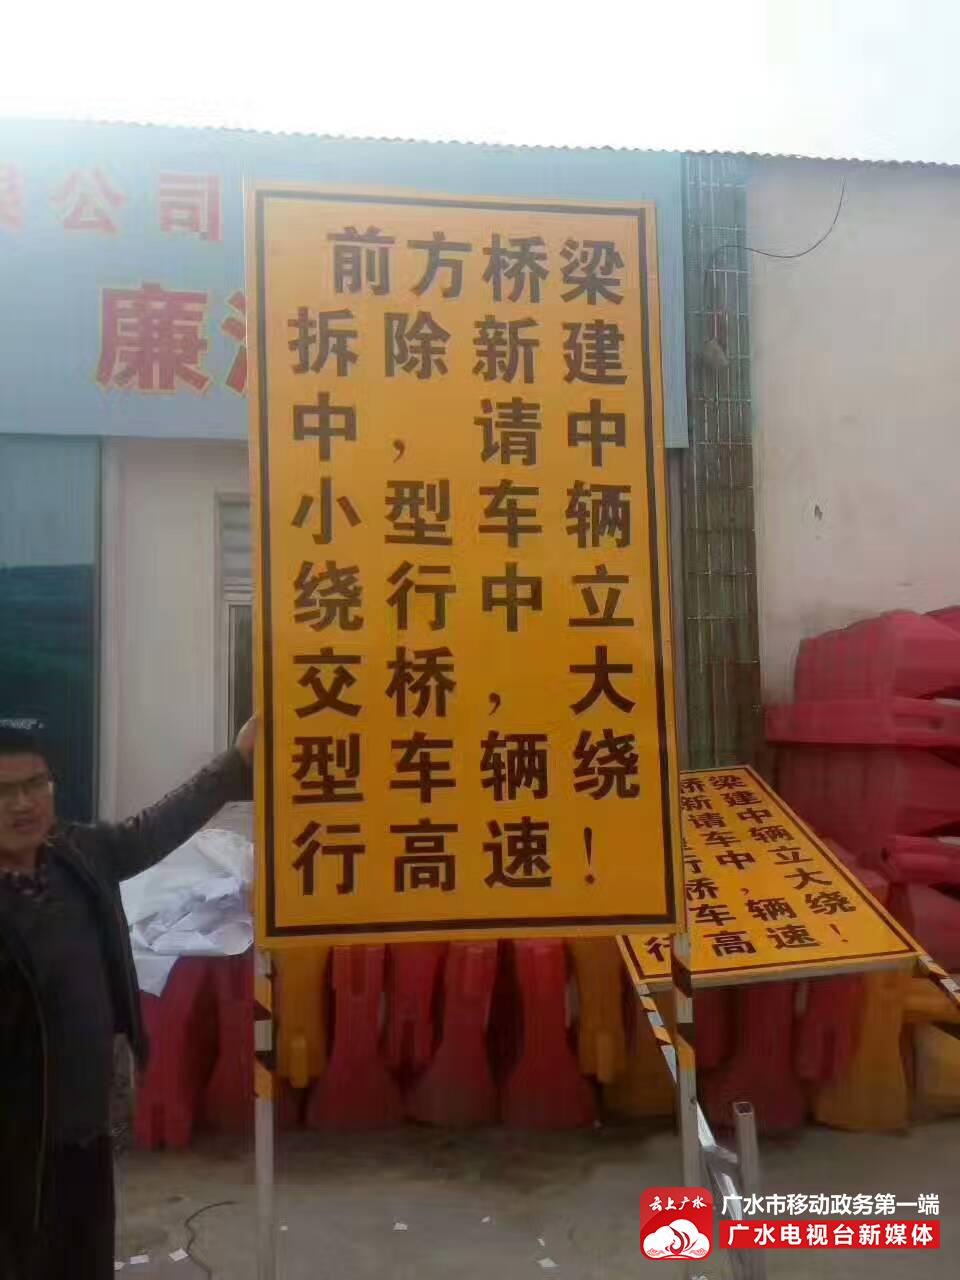 公司
廉
前方桥梁
拆除新建
中，请中
小型车辆
绕行中立
交桥，大
型车辆绕
行高速！
桥梁
新建
请中
车辆
行中立
桥，大
车辆绕
行高速！
云上广水
广水市移动政务第一端
广水电视台新媒体